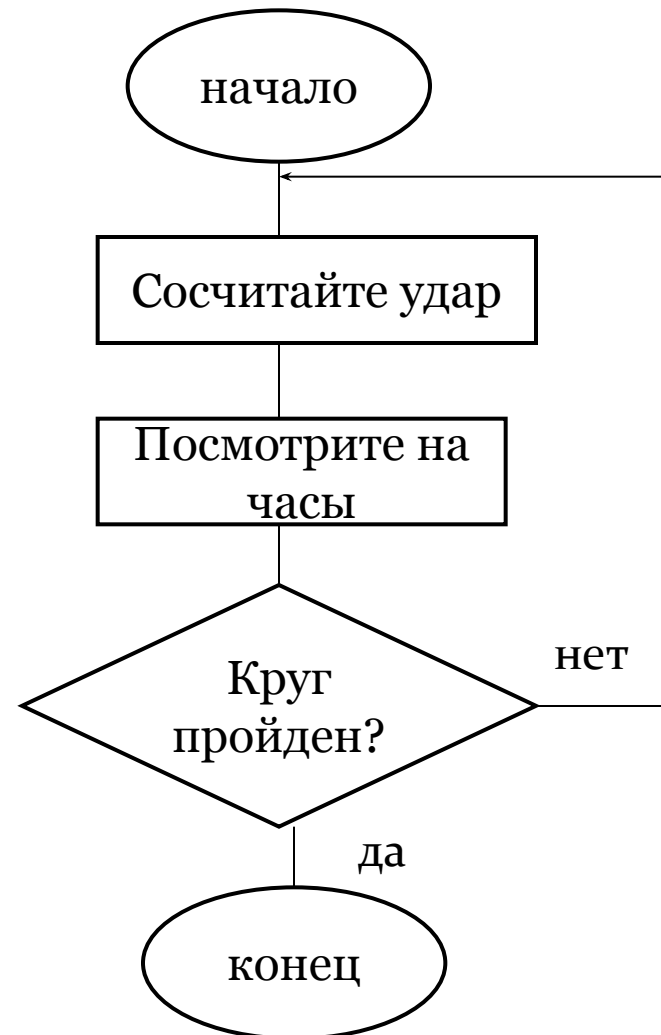 начало
Сосчитайте удар
Посмотрите на
часы
Круг
пройден?
нет
да
конец